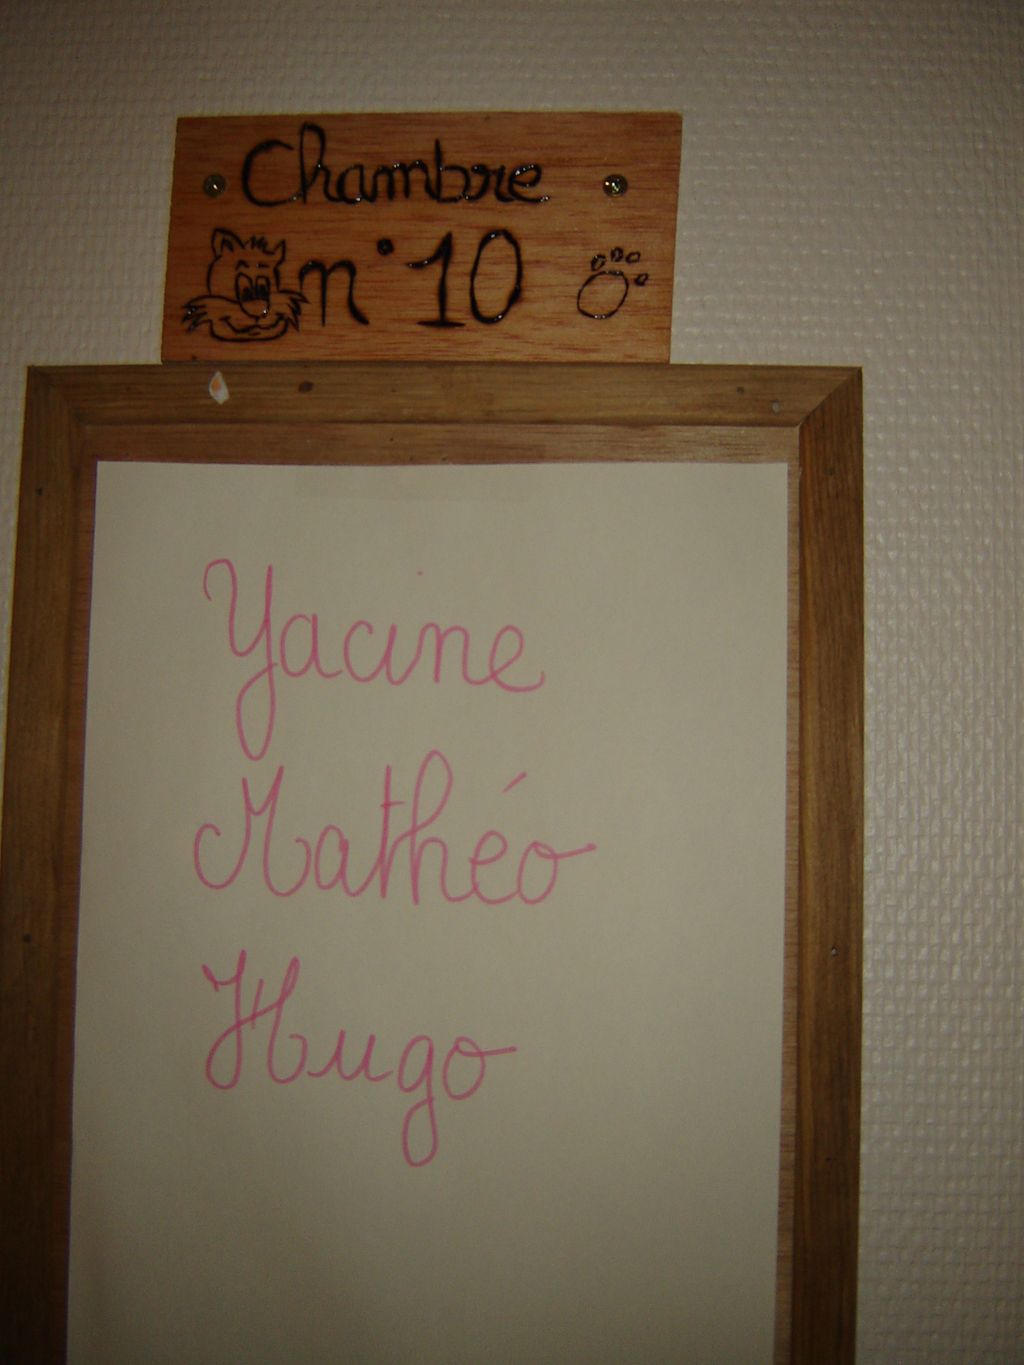 Chambre
n°10
Yacine
Mathéo
Hugo